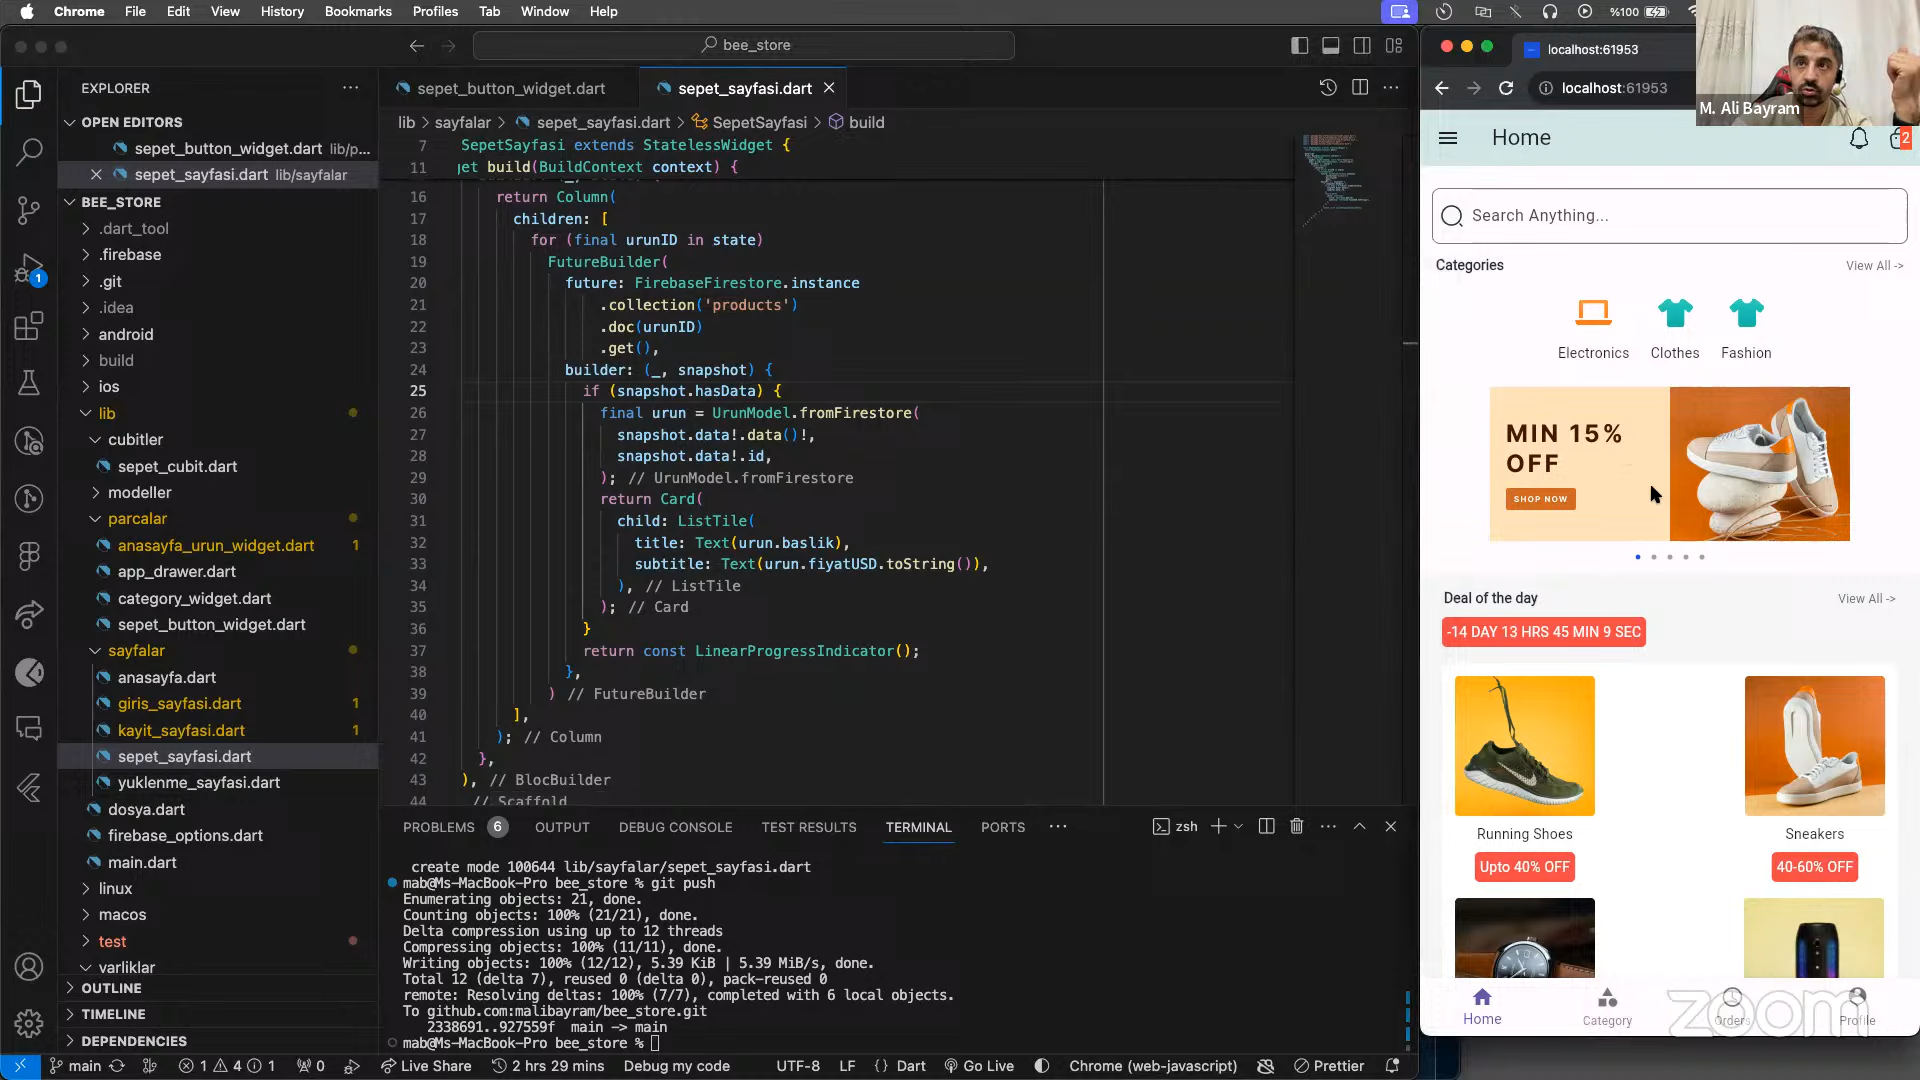 Chrome File Edit View History Bookmarks Profiles Tab Window Help
%100
bee_store
localhost:61953
localhost:61953
M. Ali Bayram
EXPLORER
OPEN EDITORS
sepet_button_widget.dart lib/p...
sepet_sayfasi.dart lib/sayfalar
BEE_STORE
.dart_tool
.firebase
.git
.idea
android
build
ios
lib
cubitler
sepet_cubit.dart
modeller
parcalar
anasayfa_urun_widget.dart 1
app_drawer.dart
category_widget.dart
sepet_button_widget.dart
sayfalar
anasayfa.dart
giris_sayfasi.dart 1
kayit_sayfasi.dart 1
sepet_sayfasi.dart
yuklenme_sayfasi.dart
dosya.dart
firebase_options.dart
main.dart
linux
macos
test
varliklar
OUTLINE
TIMELINE
DEPENDENCIES
1
sepet_button_widget.dart sepet_sayfasi.dart
lib > sayfalar > sepet_sayfasi.dart > SepetSayfasi > build
7 SepetSayfasi extends StatelessWidget {
11 get build(BuildContext context) {
16 return Column(
17 children: [
18 for (final urunID in state)
19 FutureBuilder(
20 future: FirebaseFirestore.instance
21 .collection('products')
22 .doc(urunID)
23 .get(),
24 builder: (_, snapshot) {
25 if (snapshot.hasData) {
26 final urun = UrunModel.fromFirestore(
27 snapshot.data!.data()!,
28 snapshot.data!.id,
29 ); // UrunModel.fromFirestore
30 return Card(
31 child: ListTile(
32 title: Text(urun.baslik),
33 subtitle: Text(urun.fiyatUSD.toString()),
34 ), // ListTile
35 ); // Card
36 }
37 return const LinearProgressIndicator();
38 },
39 ) // FutureBuilder
40 ],
41 ); // Column
42 },
43 ), // BlocBuilder
44 // Scaffold
PROBLEMS 6 OUTPUT DEBUG CONSOLE TEST RESULTS TERMINAL PORTS
zsh
create mode 100644 lib/sayfalar/sepet_sayfasi.dart
mab@Ms-MacBook-Pro bee_store % git push
Enumerating objects: 21, done.
Counting objects: 100% (21/21), done.
Delta compression using up to 12 threads
Compressing objects: 100% (11/11), done.
Writing objects: 100% (12/12), 5.39 KiB | 5.39 MiB/s, done.
Total 12 (delta 7), reused 0 (delta 0), pack-reused 0
remote: Resolving deltas: 100% (7/7), completed with 6 local objects.
To github.com:malibayram/bee_store.git
2338691..927559f main -> main
mab@Ms-MacBook-Pro bee_store %
main 1 4 1 0 Live Share 2 hrs 29 mins Debug my code UTF-8 LF {} Dart Go Live Chrome (web-javascript) Prettier
Home
2
Search Anything...
Categories
View All ->
Electronics
Clothes
Fashion
MIN 15%
OFF
SHOP NOW
Deal of the day
View All ->
-14 DAY 13 HRS 45 MIN 9 SEC
Running Shoes
Upto 40% OFF
Sneakers
40-60% OFF
Home
Category
Orders
Profile
zoom